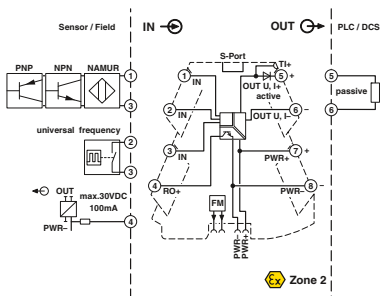 Sensor / Field
IN
OUT
PLC / DCS
PNP
NPN
NAMUR
1
3
universal frequency
2
3
OUT
max.30VDC
100mA
PWR–
4
S-Port
TI+
1
IN
5
+
OUT U, I+
active
2
IN
6
–
OUT U, I–
3
IN
7
+
PWR+
4
RO+
8
–
PWR–
FM
PWR–
PWR+
5
passive
6
Ex Zone 2